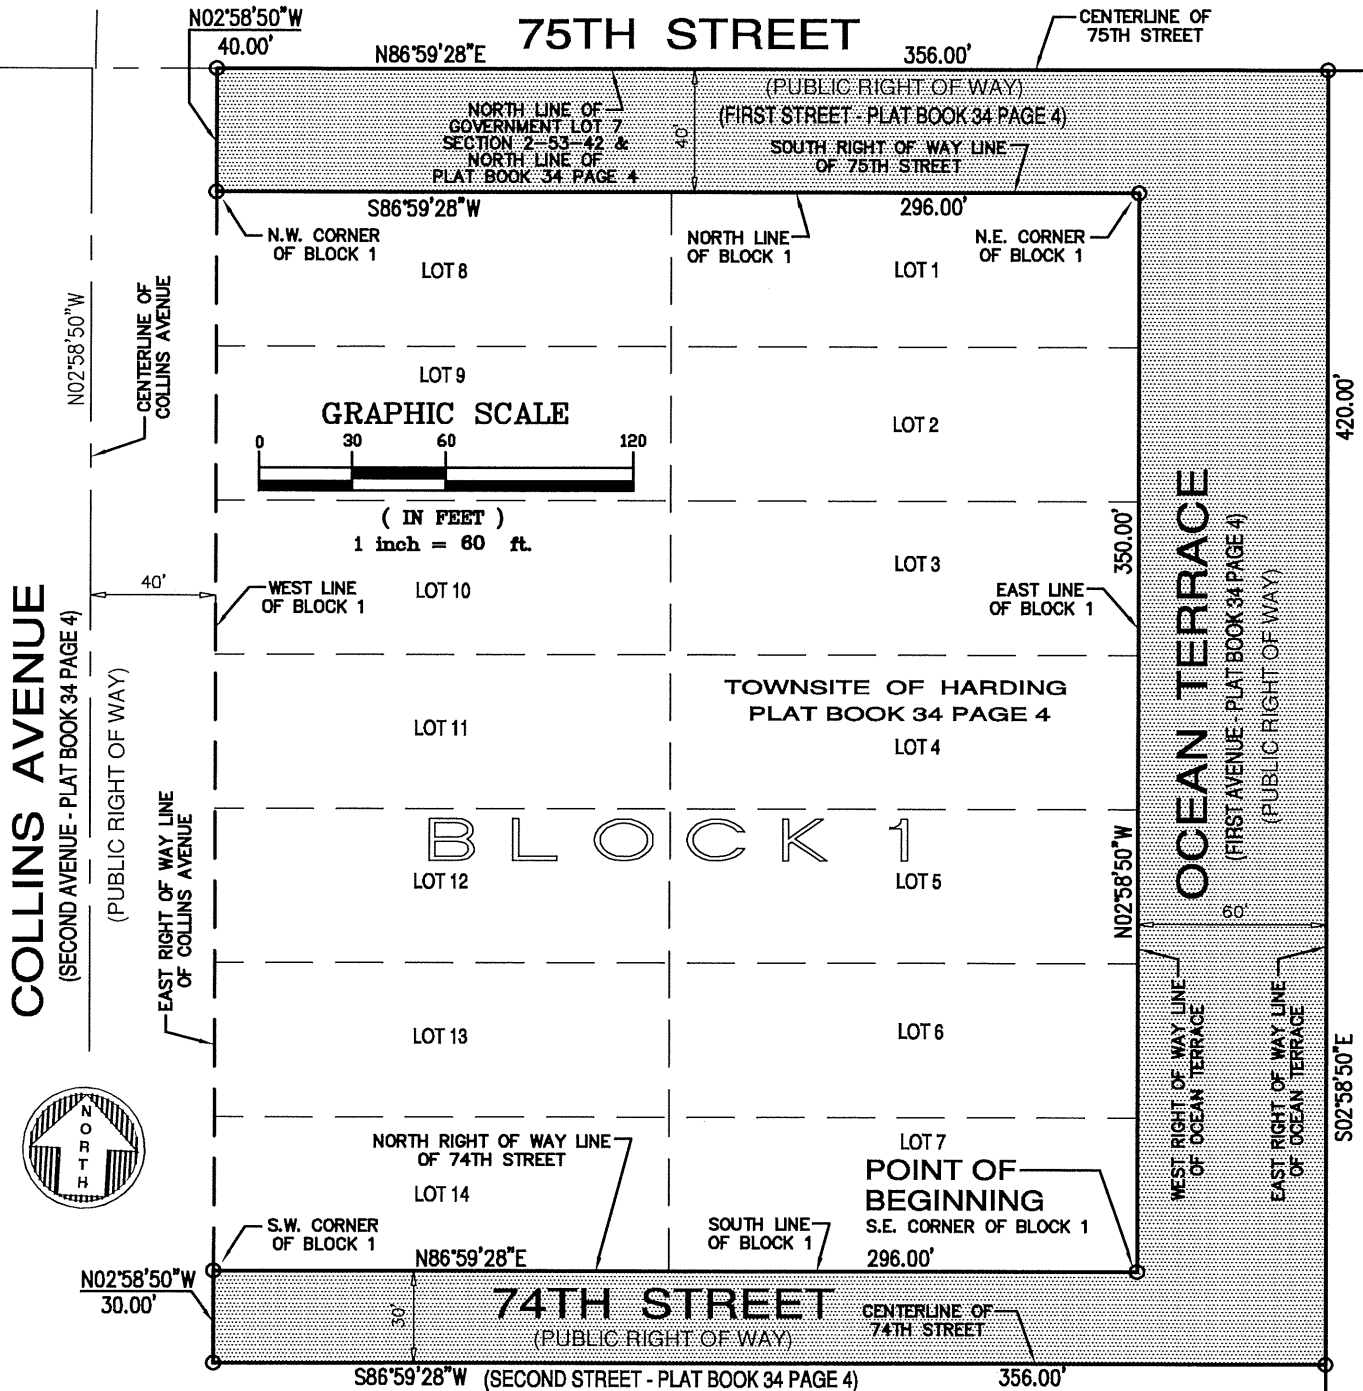 N02°58'50"W
40.00'
75TH STREET
N86°59'28"E
356.00'
CENTERLINE OF
75TH STREET
NORTH LINE OF
GOVERNMENT LOT 7
SECTION 2-53-42 &
NORTH LINE OF
PLAT BOOK 34 PAGE 4
40'
(PUBLIC RIGHT OF WAY)
(FIRST STREET - PLAT BOOK 34 PAGE 4)
SOUTH RIGHT OF WAY LINE
OF 75TH STREET
S86°59'28"W
296.00'
N.W. CORNER
OF BLOCK 1
NORTH LINE
OF BLOCK 1
N.E. CORNER
OF BLOCK 1
LOT 8
LOT 1
N02°58'50"W
CENTERLINE OF
COLLINS AVENUE
LOT 9
LOT 2
GRAPHIC SCALE
0 30 60 120
( IN FEET )
1 inch = 60 ft.
420.00'
350.00'
LOT 3
40'
WEST LINE
OF BLOCK 1
LOT 10
EAST LINE
OF BLOCK 1
COLLINS AVENUE
(SECOND AVENUE - PLAT BOOK 34 PAGE 4)
(PUBLIC RIGHT OF WAY)
OCEAN TERRACE
(FIRST AVENUE - PLAT BOOK 34 PAGE 4)
(PUBLIC RIGHT OF WAY)
TOWNSITE OF HARDING
PLAT BOOK 34 PAGE 4
LOT 11
LOT 4
BLOCK 1
LOT 12
LOT 5
N02°58'50"W
60'
EAST RIGHT OF WAY LINE
OF COLLINS AVENUE
WEST RIGHT OF WAY LINE
OF OCEAN TERRACE
EAST RIGHT OF WAY LINE
OF OCEAN TERRACE
S02°58'50"E
LOT 13
LOT 6
NORTH
NORTH RIGHT OF WAY LINE
OF 74TH STREET
LOT 14
LOT 7
POINT OF
BEGINNING
S.E. CORNER OF BLOCK 1
S.W. CORNER
OF BLOCK 1
SOUTH LINE
OF BLOCK 1
N86°59'28"E
296.00'
N02°58'50"W
30.00'
30'
74TH STREET
(PUBLIC RIGHT OF WAY)
CENTERLINE OF
74TH STREET
S86°59'28"W
(SECOND STREET - PLAT BOOK 34 PAGE 4)
356.00'